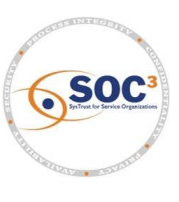 SOC³
SysTrust for Service Organizations
SECURITY • PROCESS INTEGRITY • CONFIDENTIALITY • PRIVACY • AVAILABILITY •